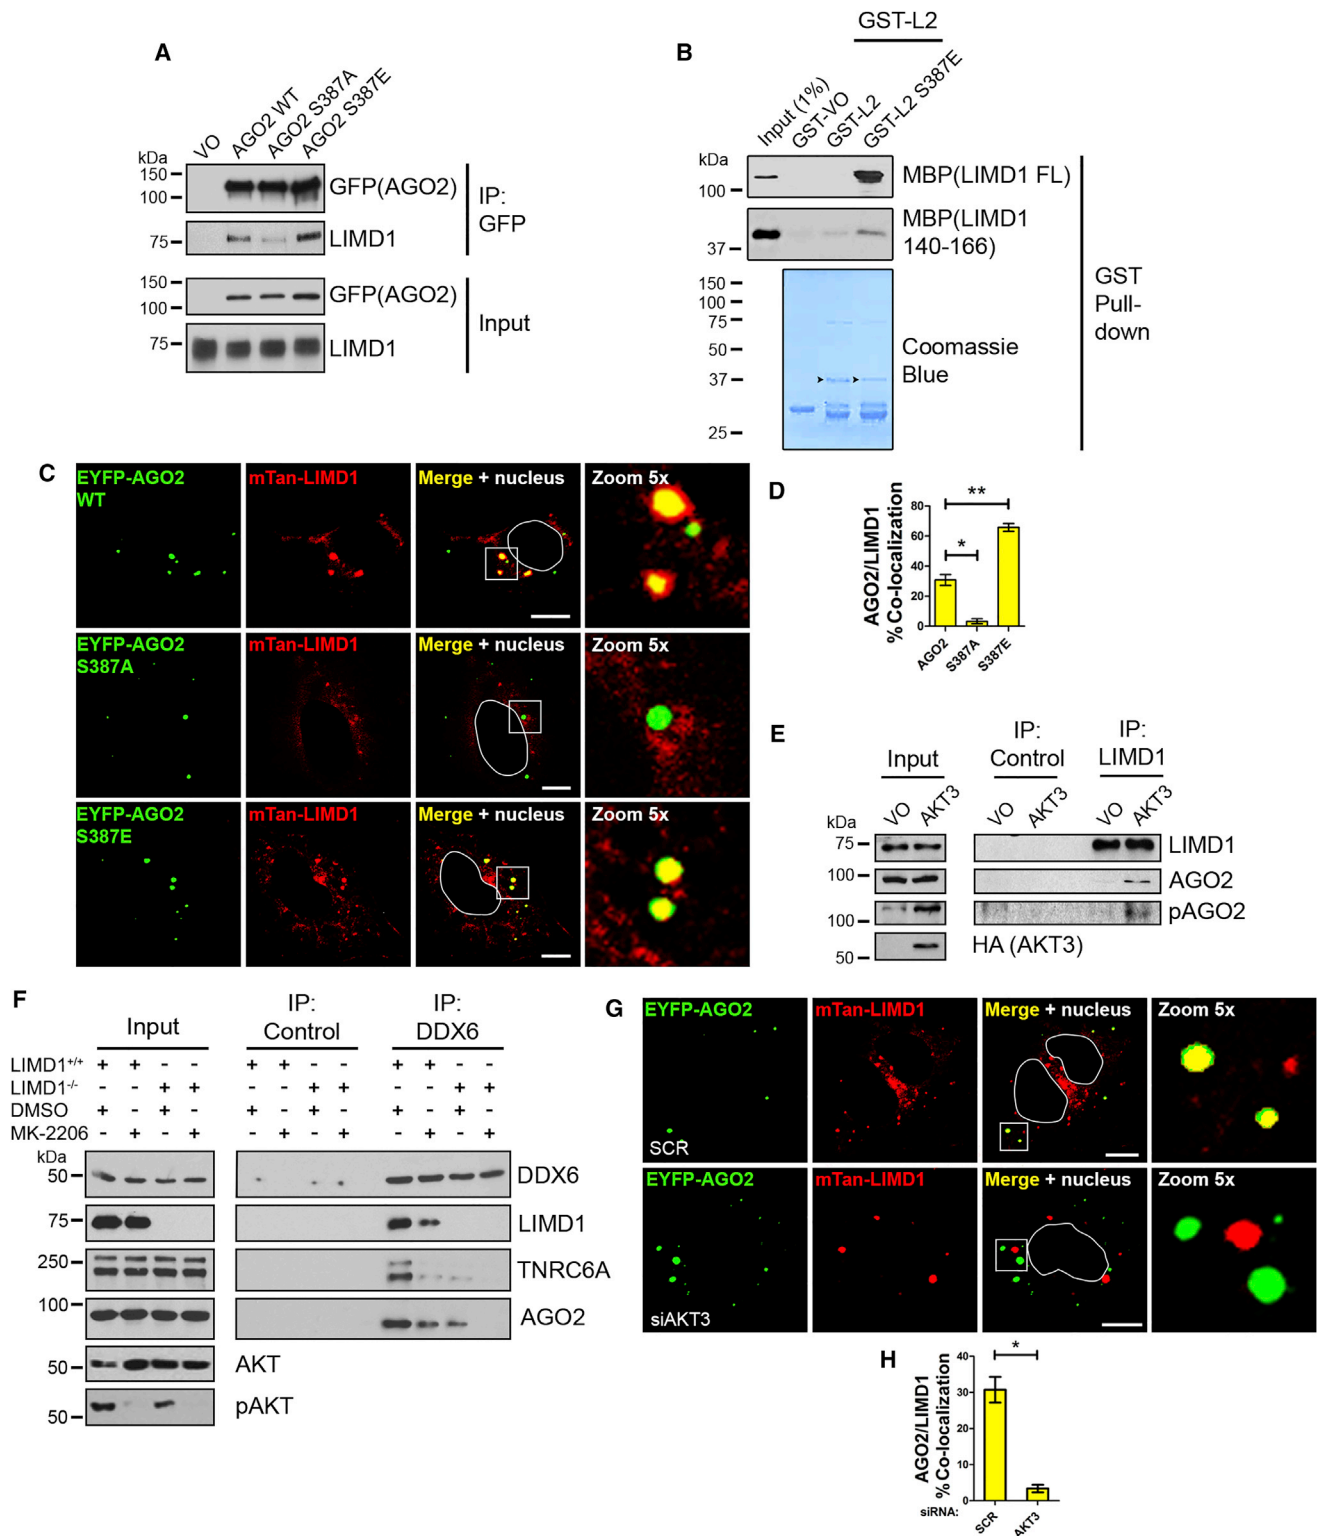 A
VO
AGO2 WT
AGO2 S387A
AGO2 S387E
kDa
150
100
GFP(AGO2)
75
LIMD1
IP:
GFP
150
100
GFP(AGO2)
75
LIMD1
Input
B
GST-L2
Input (1%)
GST-VO
GST-L2
GST-L2 S387E
kDa
100
MBP(LIMD1 FL)
37
MBP(LIMD1
140-166)
150
100
75
50
37
25
Coomassie
Blue
GST
Pull-
down
C
EYFP-AGO2
WT
mTan-LIMD1
Merge + nucleus
Zoom 5x
EYFP-AGO2
S387A
mTan-LIMD1
Merge + nucleus
Zoom 5x
EYFP-AGO2
S387E
mTan-LIMD1
Merge + nucleus
Zoom 5x
D
AGO2/LIMD1
% Co-localization
80
60
40
20
0
**
*
AGO2
S387A
S387E
E
Input
IP:
Control
IP:
LIMD1
VO
AKT3
VO
AKT3
VO
AKT3
kDa
75
LIMD1
100
AGO2
100
pAGO2
50
HA (AKT3)
F
Input
IP:
Control
IP:
DDX6
LIMD1+/+ + + - - + + - - + + - -
LIMD1-/- - - + + - - + + - - + +
DMSO + - + - + - + - + - + -
MK-2206 - + - + - + - + - + - +
kDa
50
DDX6
75
LIMD1
250
TNRC6A
100
AGO2
50
AKT
50
pAKT
G
EYFP-AGO2
SCR
mTan-LIMD1
Merge + nucleus
Zoom 5x
EYFP-AGO2
siAKT3
mTan-LIMD1
Merge + nucleus
Zoom 5x
H
AGO2/LIMD1
% Co-localization
40
30
20
10
0
*
siRNA:
SCR
AKT3